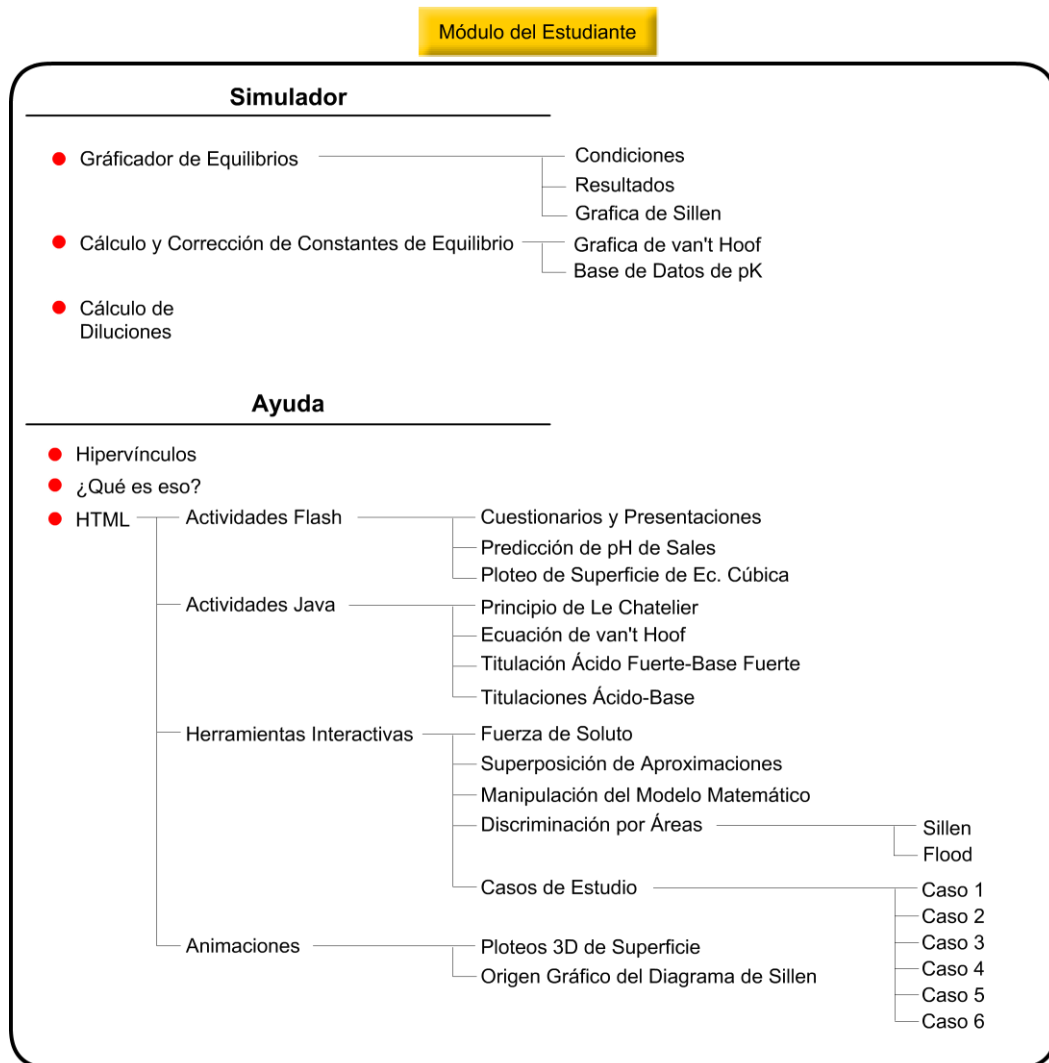 Módulo del Estudiante
Simulador
Gráficador de Equilibrios
Condiciones
Resultados
Grafica de Sillen
Cálculo y Corrección de Constantes de Equilibrio
Grafica de van't Hoof
Base de Datos de pK
Cálculo de
Diluciones
Ayuda
Hipervínculos
¿Qué es eso?
HTML
Actividades Flash
Cuestionarios y Presentaciones
Predicción de pH de Sales
Ploteo de Superficie de Ec. Cúbica
Actividades Java
Principio de Le Chatelier
Ecuación de van't Hoof
Titulación Ácido Fuerte-Base Fuerte
Titulaciones Ácido-Base
Herramientas Interactivas
Fuerza de Soluto
Superposición de Aproximaciones
Manipulación del Modelo Matemático
Discriminación por Áreas
Sillen
Flood
Casos de Estudio
Caso 1
Caso 2
Caso 3
Caso 4
Caso 5
Caso 6
Animaciones
Ploteos 3D de Superficie
Origen Gráfico del Diagrama de Sillen